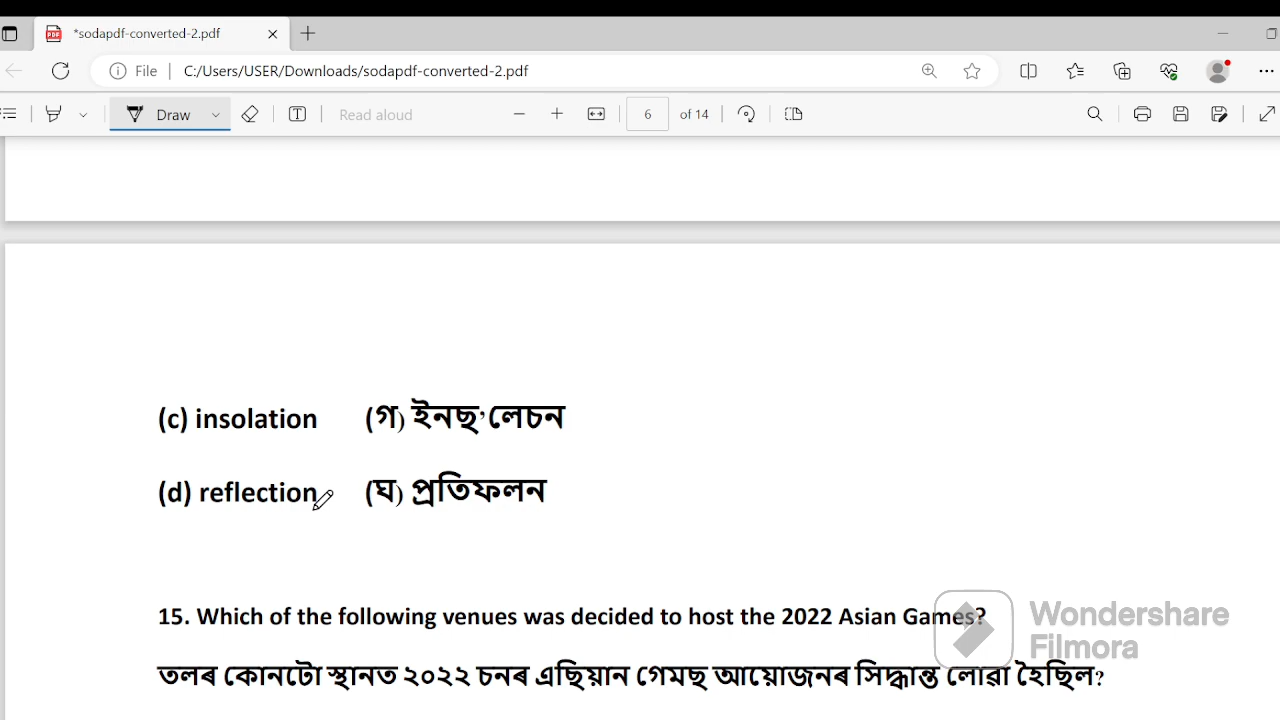 *sodapdf-converted-2.pdf
File C:/Users/USER/Downloads/sodapdf-converted-2.pdf
Draw Read aloud 6 of 14
(c) insolation (গ) ইনছ’লেচন
(d) reflection (ঘ) প্ৰতিফলন
15. Which of the following venues was decided to host the 2022 Asian Games?
তলৰ কোনটো স্থানত ২০২২ চনৰ এছিয়ান গেমছ্ আয়োজনৰ সিদ্ধান্ত লোৱা হৈছিল?
Wondershare
Filmora